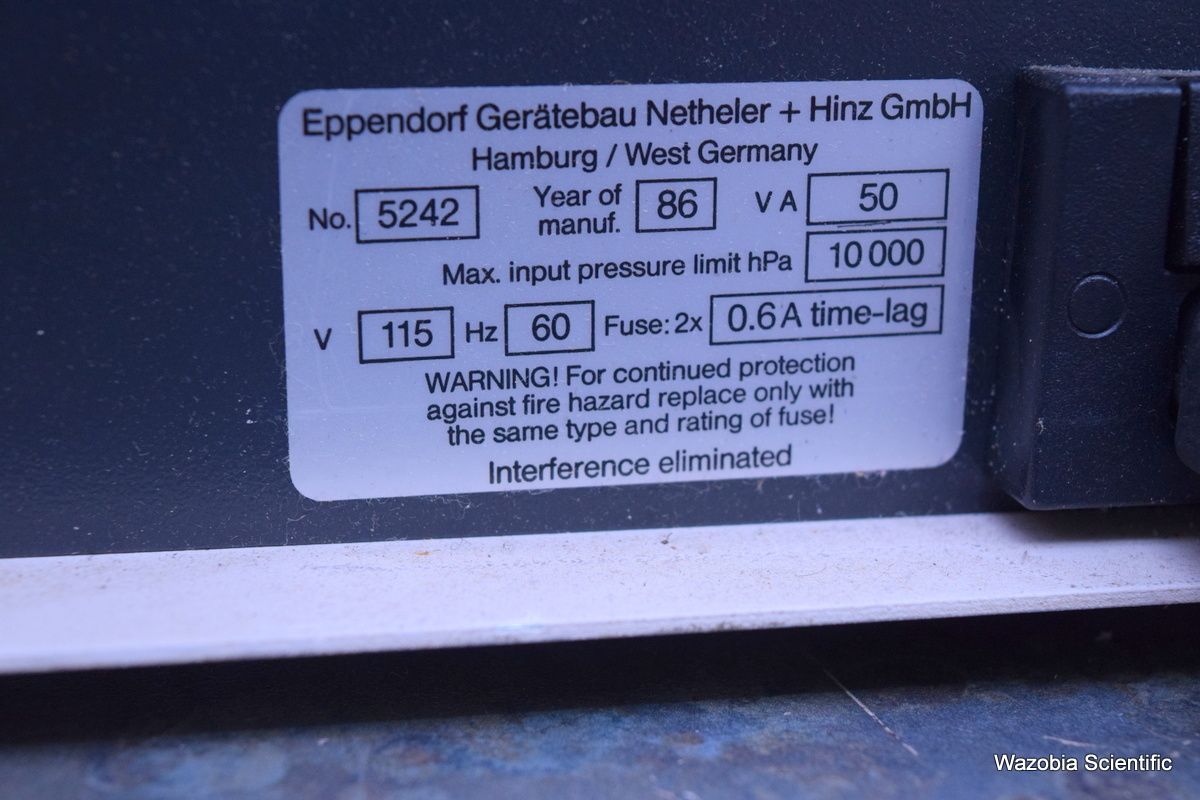 Eppendorf Gerätebau Netheler + Hinz GmbH
Hamburg / West Germany
No. 5242 Year of manuf. 86 V A 50
Max. input pressure limit hPa 10 000
V 115 Hz 60 Fuse: 2x 0.6 A time-lag
WARNING! For continued protection
against fire hazard replace only with
the same type and rating of fuse!
Interference eliminated
Wazobia Scientific